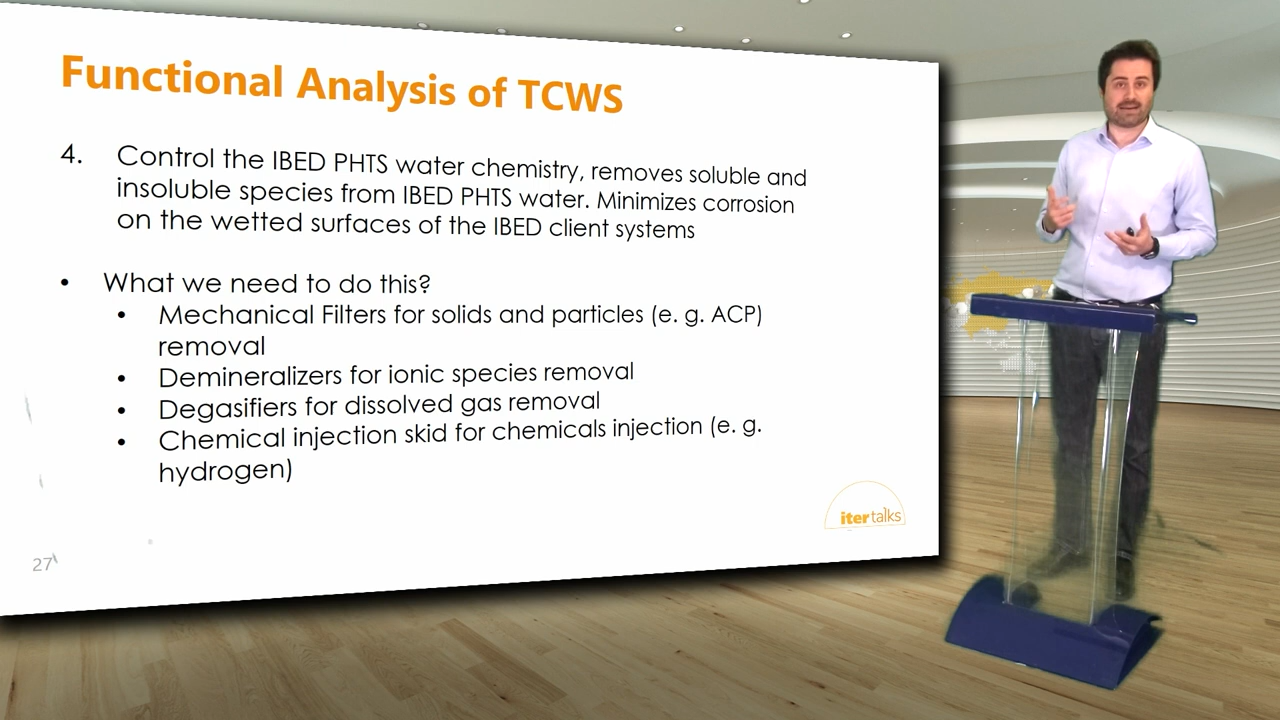 Functional Analysis of TCWS
4. Control the IBED PHTS water chemistry, removes soluble and
insoluble species from IBED PHTS water. Minimizes corrosion
on the wetted surfaces of the IBED client systems
• What we need to do this?
• Mechanical Filters for solids and particles (e. g. ACP)
removal
• Demineralizers for ionic species removal
• Degasifiers for dissolved gas removal
• Chemical injection skid for chemicals injection (e. g.
hydrogen)
iter talks
27